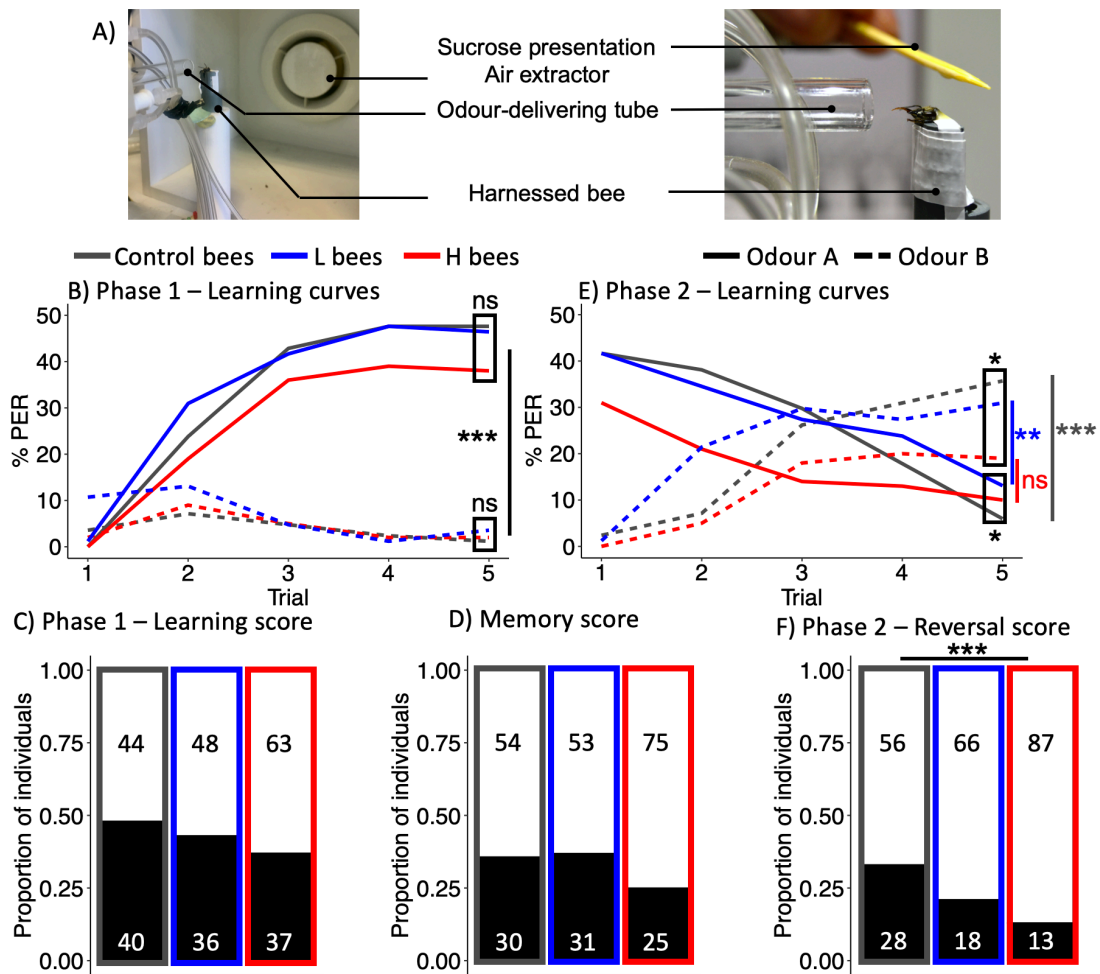 A)
Sucrose presentation
Air extractor
Odour-delivering tube
Harnessed bee
Control bees L bees H bees
Odour A Odour B
B) Phase 1 – Learning curves
ns
50
40
30
20
10
0
% PER
***
ns
1 2 3 4 5
Trial
E) Phase 2 – Learning curves
50
40
30
20
10
0
% PER
*
**
***
ns
*
1 2 3 4 5
Trial
C) Phase 1 – Learning score
1.00
0.75
0.50
0.25
0.00
Proportion of individuals
44 48 63
40 36 37
D) Memory score
1.00
0.75
0.50
0.25
0.00
Proportion of individuals
54 53 75
30 31 25
F) Phase 2 – Reversal score
***
1.00
0.75
0.50
0.25
0.00
Proportion of individuals
56 66 87
28 18 13